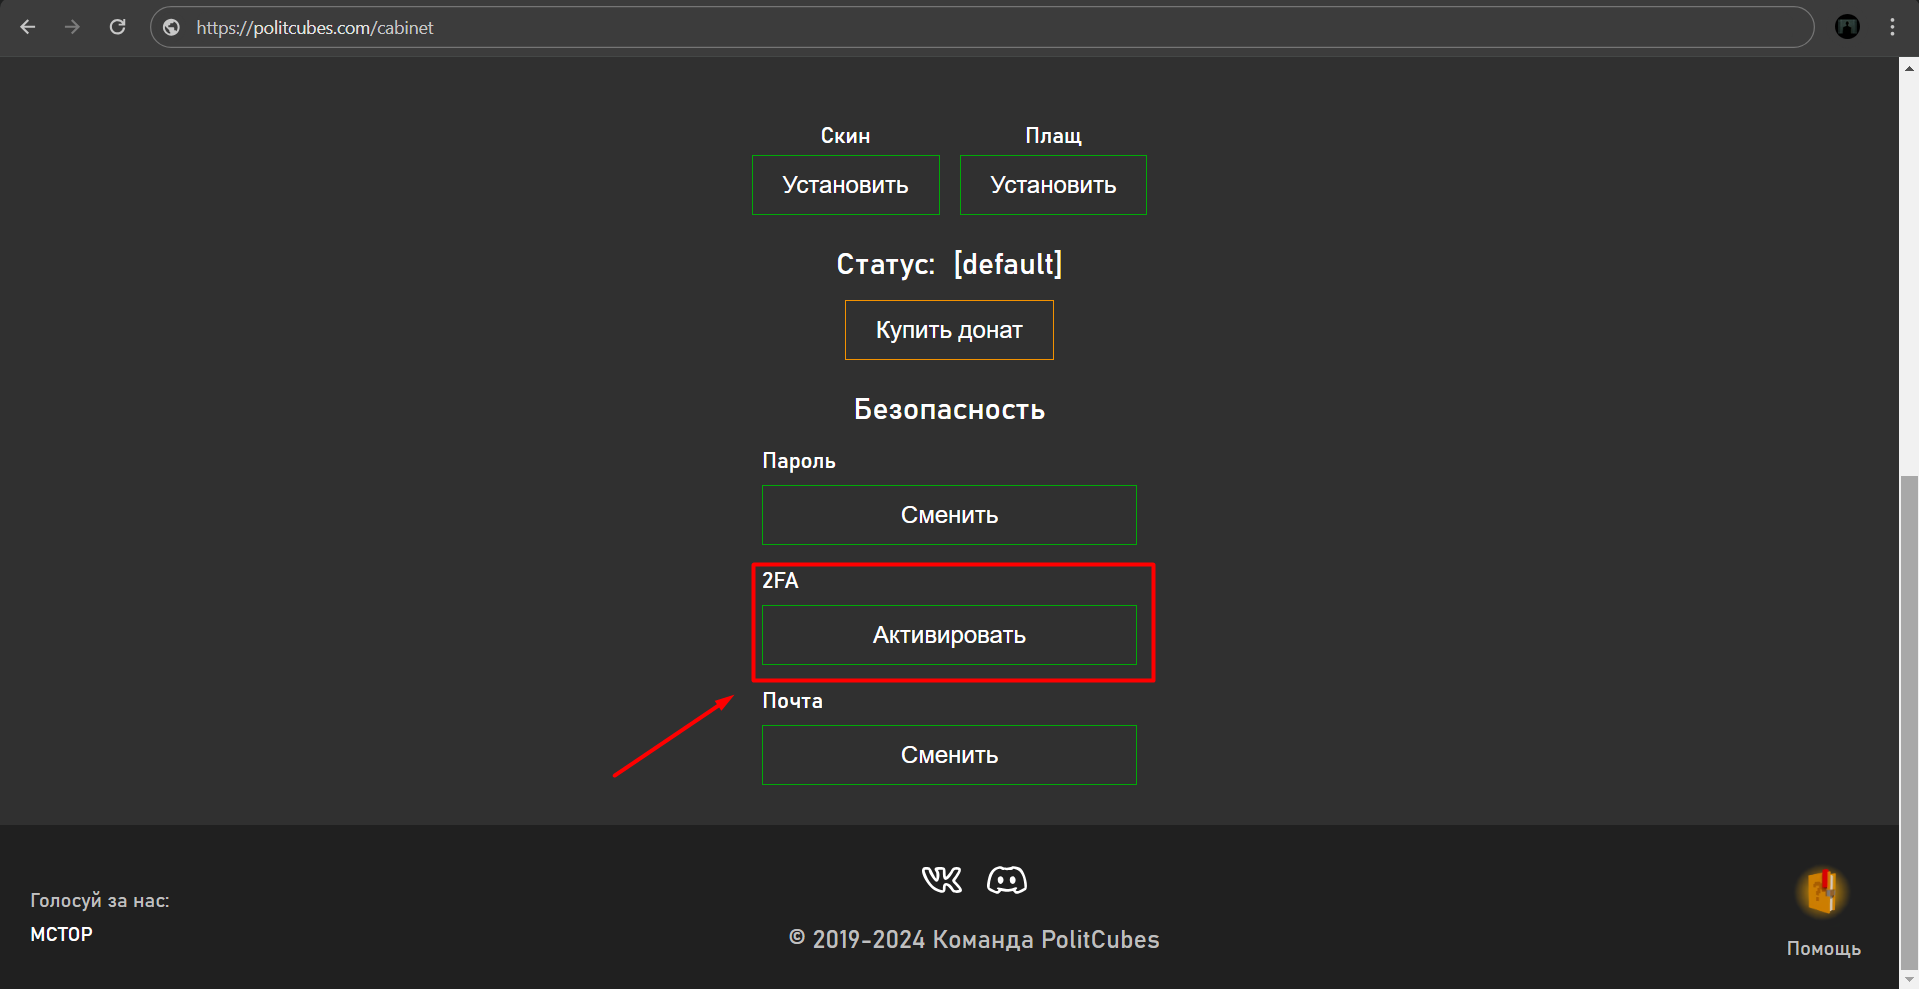 https://politcubes.com/cabinet
Скин Плащ
Установить Установить
Статус: [default]
Купить донат
Безопасность
Пароль
Сменить
2FA
Активировать
Почта
Сменить
Голосуй за нас:
МСТОР
© 2019-2024 Команда PolitCubes
Помощь